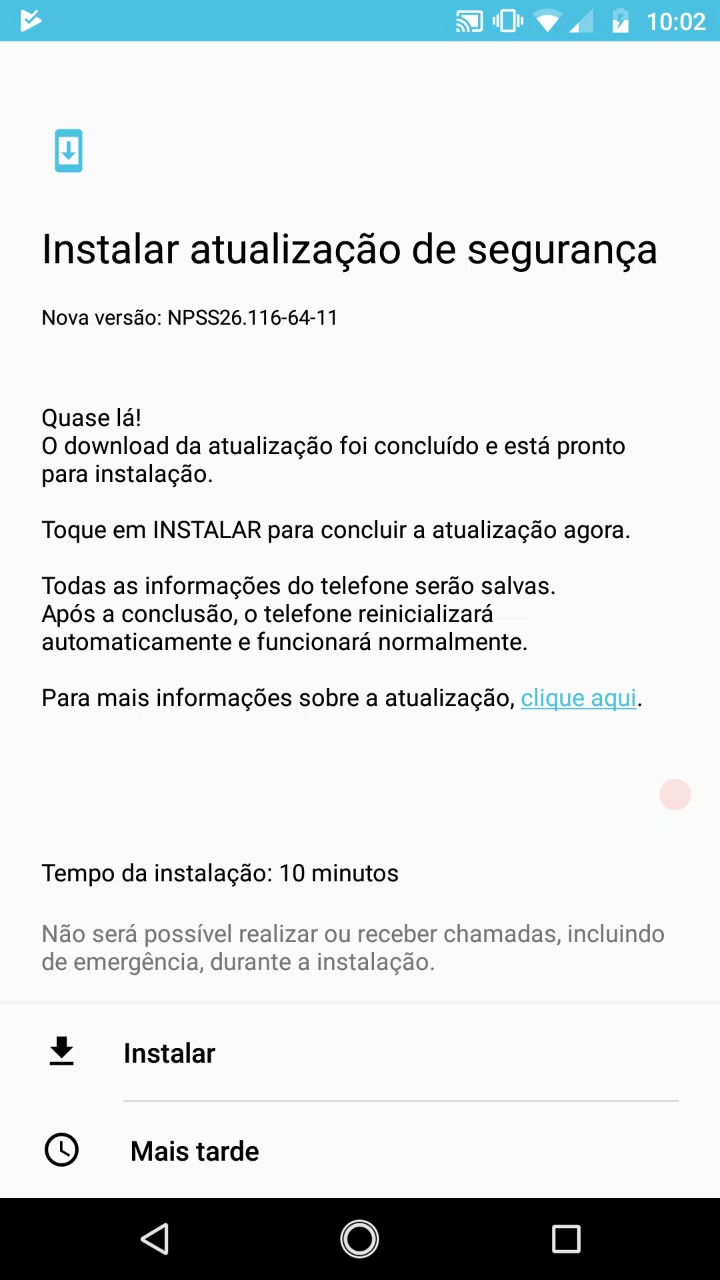 10:02
Instalar atualização de segurança
Nova versão: NPSS26.116-64-11
Quase lá!
O download da atualização foi concluído e está pronto
para instalação.
Toque em INSTALAR para concluir a atualização agora.
Todas as informações do telefone serão salvas.
Após a conclusão, o telefone reinicializará
automaticamente e funcionará normalmente.
Para mais informações sobre a atualização, clique aqui.
Tempo da instalação: 10 minutos
Não será possível realizar ou receber chamadas, incluindo
de emergência, durante a instalação.
Instalar
Mais tarde